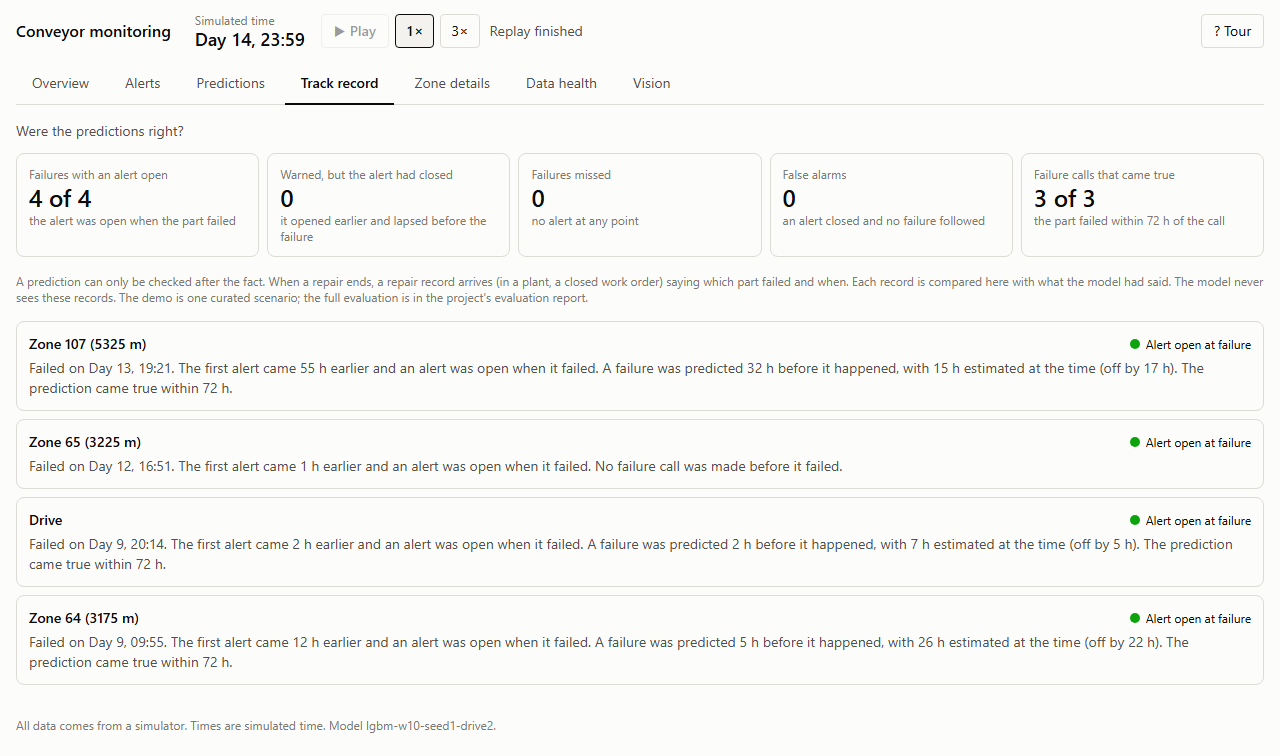 Conveyor monitoring
Simulated time
Day 14, 23:59
▶ Play
1×
3×
Replay finished
? Tour
Overview
Alerts
Predictions
Track record
Zone details
Data health
Vision
Were the predictions right?
Failures with an alert open
4 of 4
the alert was open when the part failed
Warned, but the alert had closed
0
it opened earlier and lapsed before the
failure
Failures missed
0
no alert at any point
False alarms
0
an alert closed and no failure followed
Failure calls that came true
3 of 3
the part failed within 72 h of the call
A prediction can only be checked after the fact. When a repair ends, a repair record arrives (in a plant, a closed work order) saying which part failed and when. Each record is compared here with what the model had said. The model never
sees these records. The demo is one curated scenario; the full evaluation is in the project's evaluation report.
Zone 107 (5325 m)
Alert open at failure
Failed on Day 13, 19:21. The first alert came 55 h earlier and an alert was open when it failed. A failure was predicted 32 h before it happened, with 15 h estimated at the time (off by 17 h). The
prediction came true within 72 h.
Zone 65 (3225 m)
Alert open at failure
Failed on Day 12, 16:51. The first alert came 1 h earlier and an alert was open when it failed. No failure call was made before it failed.
Drive
Alert open at failure
Failed on Day 9, 20:14. The first alert came 2 h earlier and an alert was open when it failed. A failure was predicted 2 h before it happened, with 7 h estimated at the time (off by 5 h). The prediction
came true within 72 h.
Zone 64 (3175 m)
Alert open at failure
Failed on Day 9, 09:55. The first alert came 12 h earlier and an alert was open when it failed. A failure was predicted 5 h before it happened, with 26 h estimated at the time (off by 22 h). The
prediction came true within 72 h.
All data comes from a simulator. Times are simulated time. Model lgbm-w10-seed1-drive2.